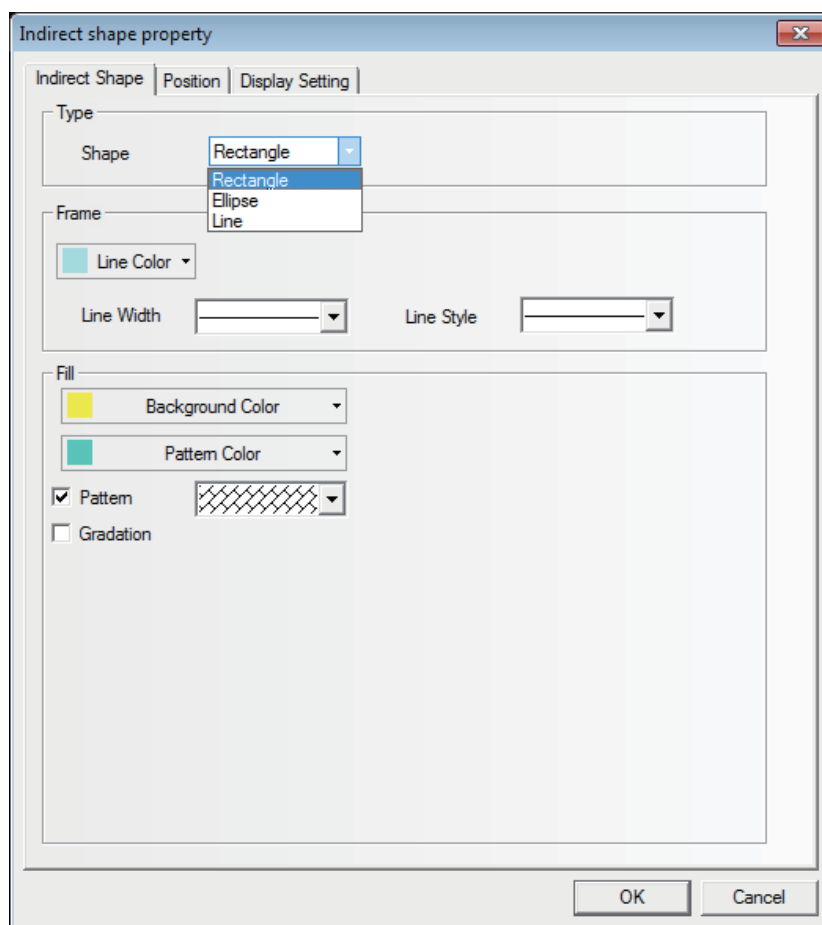 Indirect shape property
Indirect Shape Position Display Setting
Type
Shape Rectangle
Rectangle
Ellipse
Line
Frame
Line Color
Line Width Line Style
Fill
Background Color
Pattern Color
Pattern
Gradation
OK Cancel